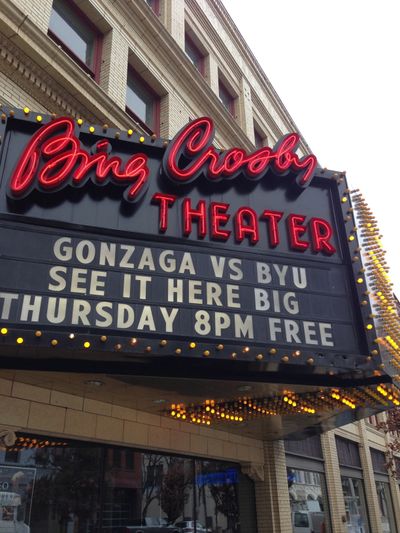 Bing Crosby
THEATER
GONZAGA VS BYU
SEE IT HERE BIG
THURSDAY 8PM FREE